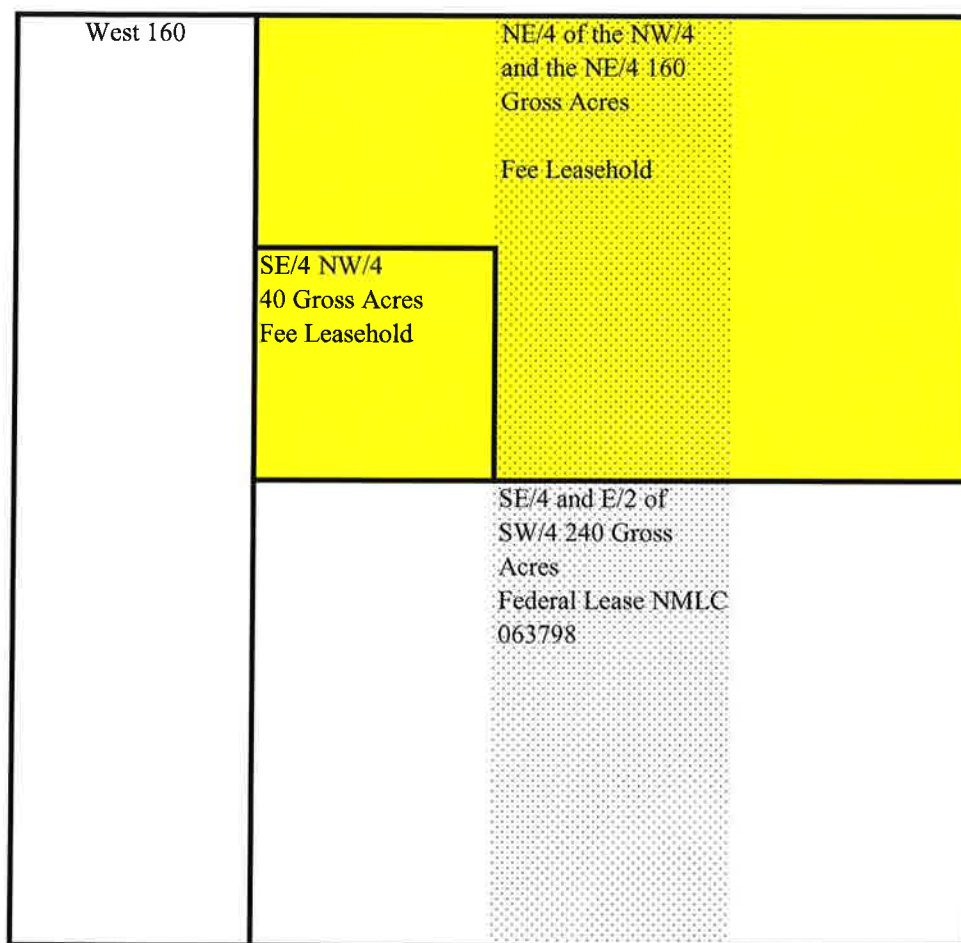 West 160
NE/4 of the NW/4
and the NE/4 160
Gross Acres
Fee Leasehold
SE/4 NW/4
40 Gross Acres
Fee Leasehold
SE/4 and E/2 of
SW/4 240 Gross
Acres
Federal Lease NMLC
063798